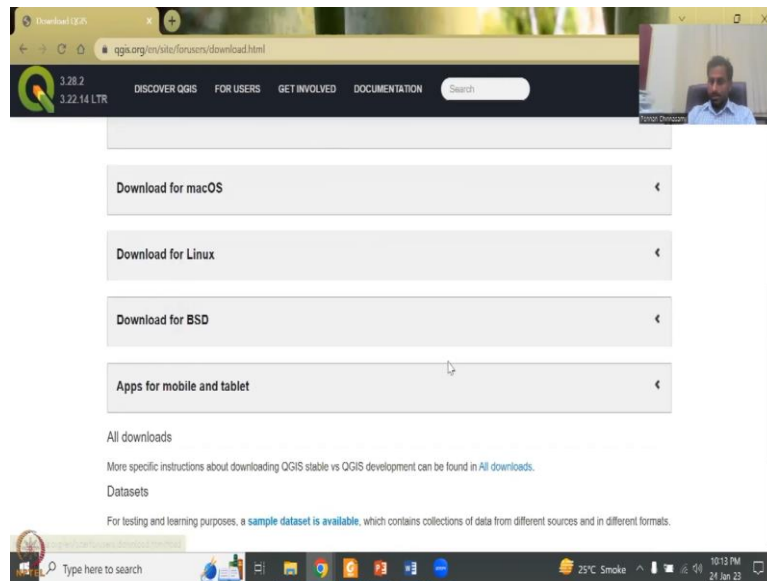 Download QGIS
qgis.org/en/site/forusers/download.html
3.28.2
3.22.14 LTR
DISCOVER QGIS FOR USERS GET INVOLVED DOCUMENTATION Search
Ponnan Chinnasamy
Download for macOS
Download for Linux
Download for BSD
Apps for mobile and tablet
All downloads
More specific instructions about downloading QGIS stable vs QGIS development can be found in All downloads.
Datasets
For testing and learning purposes, a sample dataset is available, which contains collections of data from different sources and in different formats.
NPTEL
Type here to search
25°C Smoke
10:13 PM
24 Jan 23